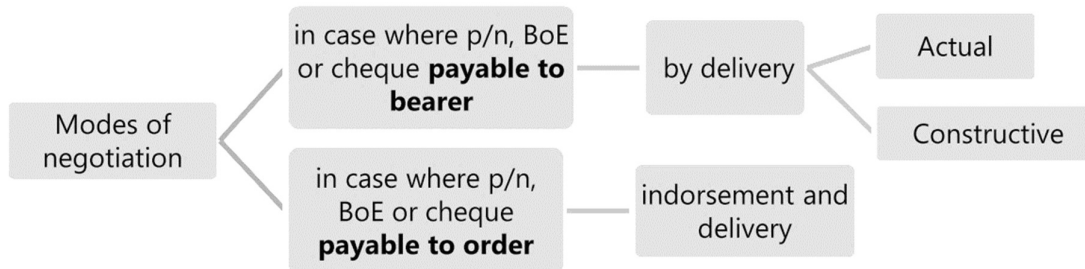 Modes of
negotiation
in case where p/n, BoE
or cheque payable to
bearer
by delivery
Actual
Constructive
in case where p/n,
BoE or cheque
payable to order
indorsement and
delivery